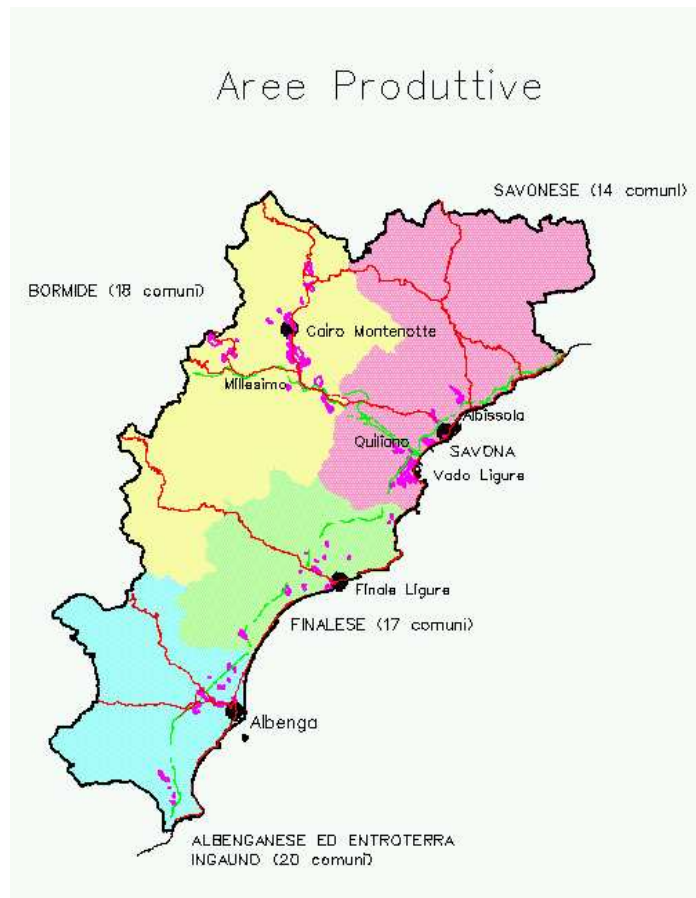 Aree Produttive
SAVONESE (14 comuni)
BORMIDE (18 comuni)
Cairo Montenotte
Millesimo
Albissola
Quiliano
SAVONA
Vado Ligure
Finale Ligure
FINALESE (17 comuni)
Albenga
ALBENGANESE ED ENTROTERRA
INGAUNO (20 comuni)